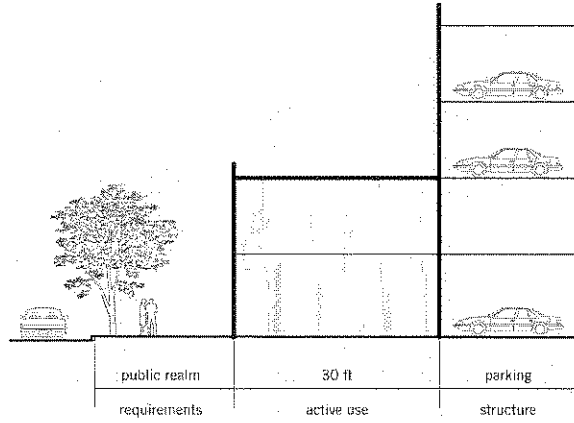 public realm 30 ft parking
requirements active use structure